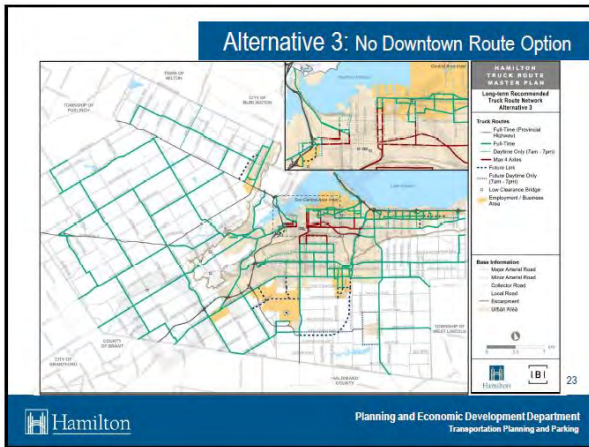 Alternative 3: No Downtown Route Option
HAMILTON
TRUCK ROUTE
MASTER PLAN
Long-term Recommended
Truck Route Network
Alternative 3
Truck Routes
Full-Time (Provincial
Highway)
Full-Time
Daytime Only (7am - 7pm)
Max 4 Axles
Future Link
Future Daytime Only
(7am - 7pm)
Low Clearance Bridge
Employment / Business
Area
Base Information
Major Arterial Road
Minor Arterial Road
Collector Road
Local Road
Escarpment
Urban Area
TOWN OF
MILTON
CITY OF
BURLINGTON
TOWNSHIP OF
PUSLINCH
COUNTY
OF BRANT
CITY OF
BRANTFORD
HALDIMAND
COUNTY
TOWNSHIP OF
WEST LINCOLN
Hamilton
IBI
23
Hamilton
Planning and Economic Development Department
Transportation Planning and Parking